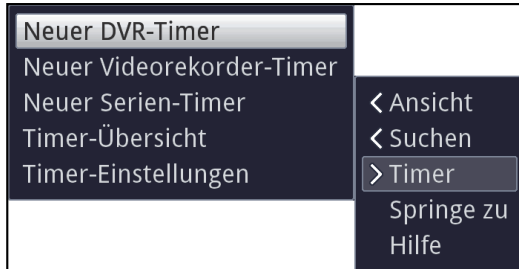 Neuer DVR-Timer
Neuer Videorekorder-Timer
Neuer Serien-Timer
Timer-Übersicht
Timer-Einstellungen
Ansicht
Suchen
Timer
Springe zu
Hilfe